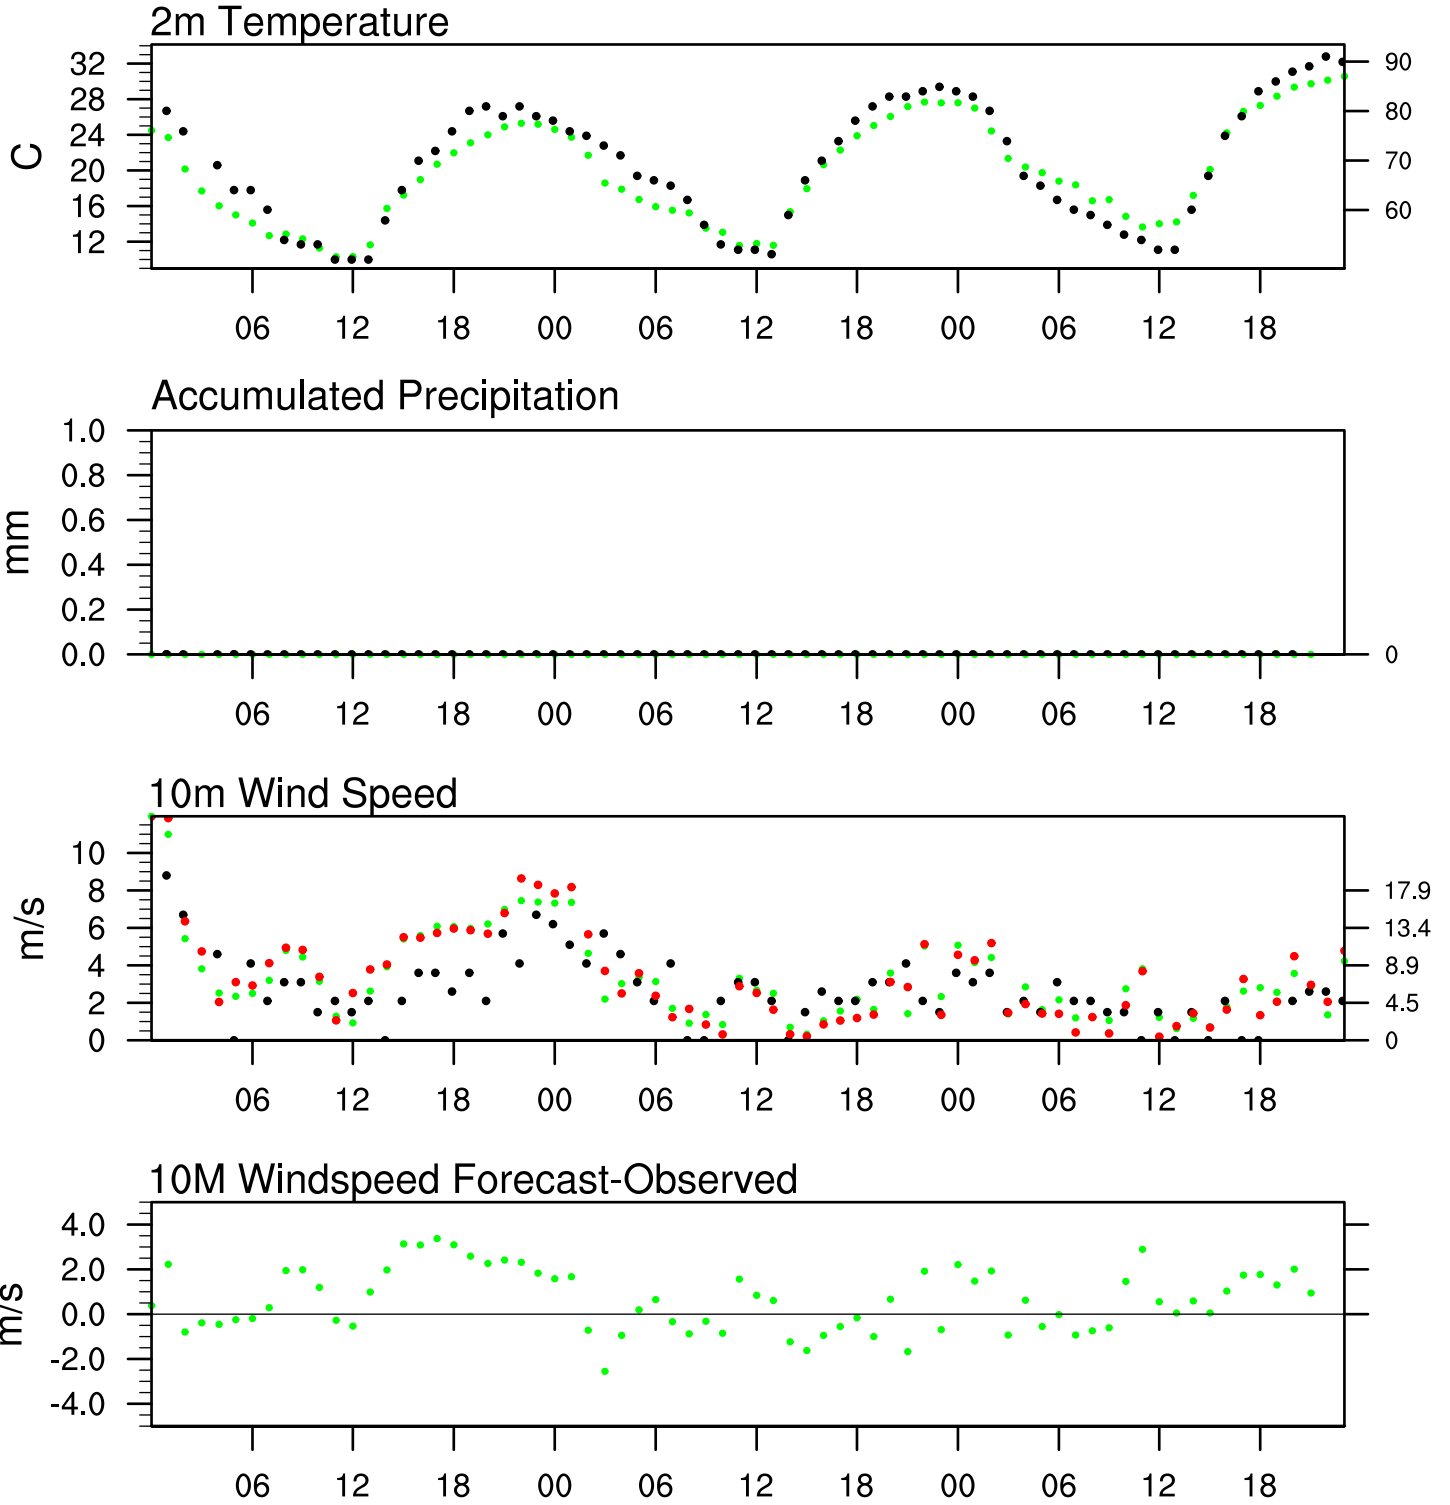 2m Temperature
32
28
24
20
16
12
C
90
80
70
60
06 12 18 00 06 12 18 00 06 12 18
Accumulated Precipitation
1.0
0.8
0.6
0.4
0.2
0.0
mm
0
06 12 18 00 06 12 18 00 06 12 18
10m Wind Speed
10
8
6
4
2
0
m/s
17.9
13.4
8.9
4.5
0
06 12 18 00 06 12 18 00 06 12 18
10M Windspeed Forecast-Observed
4.0
2.0
0.0
-2.0
-4.0
m/s
06 12 18 00 06 12 18 00 06 12 18